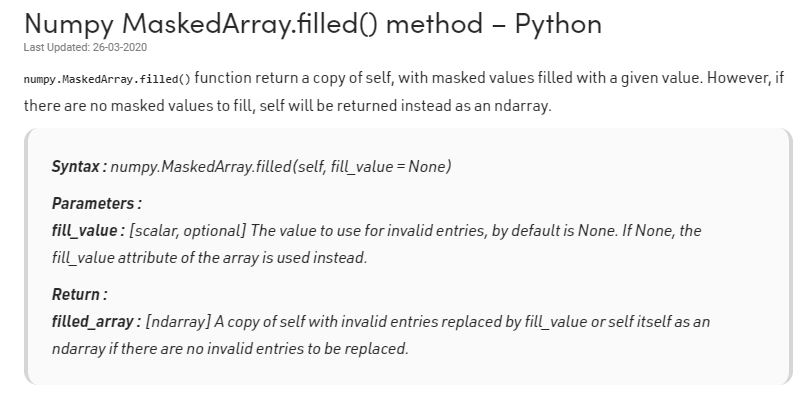 Numpy MaskedArray.filled() method – Python
Last Updated: 26-03-2020
numpy.MaskedArray.filled() function return a copy of self, with masked values filled with a given value. However, if
there are no masked values to fill, self will be returned instead as an ndarray.
Syntax : numpy.MaskedArray.filled(self, fill_value = None)
Parameters :
fill_value : [scalar, optional] The value to use for invalid entries, by default is None. If None, the
fill_value attribute of the array is used instead.
Return :
filled_array : [ndarray] A copy of self with invalid entries replaced by fill_value or self itself as an
ndarray if there are no invalid entries to be replaced.